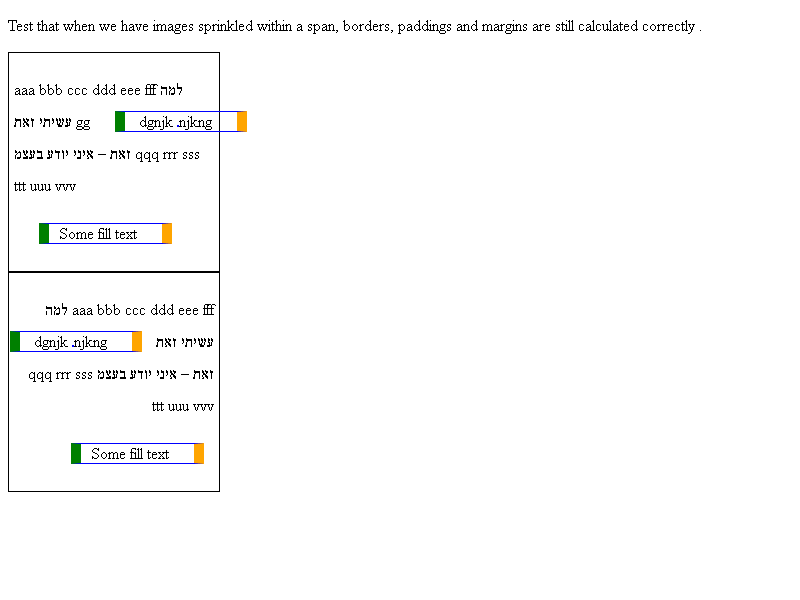 Test that when we have images sprinkled within a span, borders, paddings and margins are still calculated correctly .
aaa bbb ccc ddd eee fff למה
עשיתי זאת gg dgnjk .njkng
זאת – איני יודע בעצמ qqq rrr sss
ttt uuu vvv
Some fill text
aaa bbb ccc ddd eee fff למה
עשיתי זאת dgnjk .njkng
זאת – איני יודע בעצמ qqq rrr sss
ttt uuu vvv
Some fill text